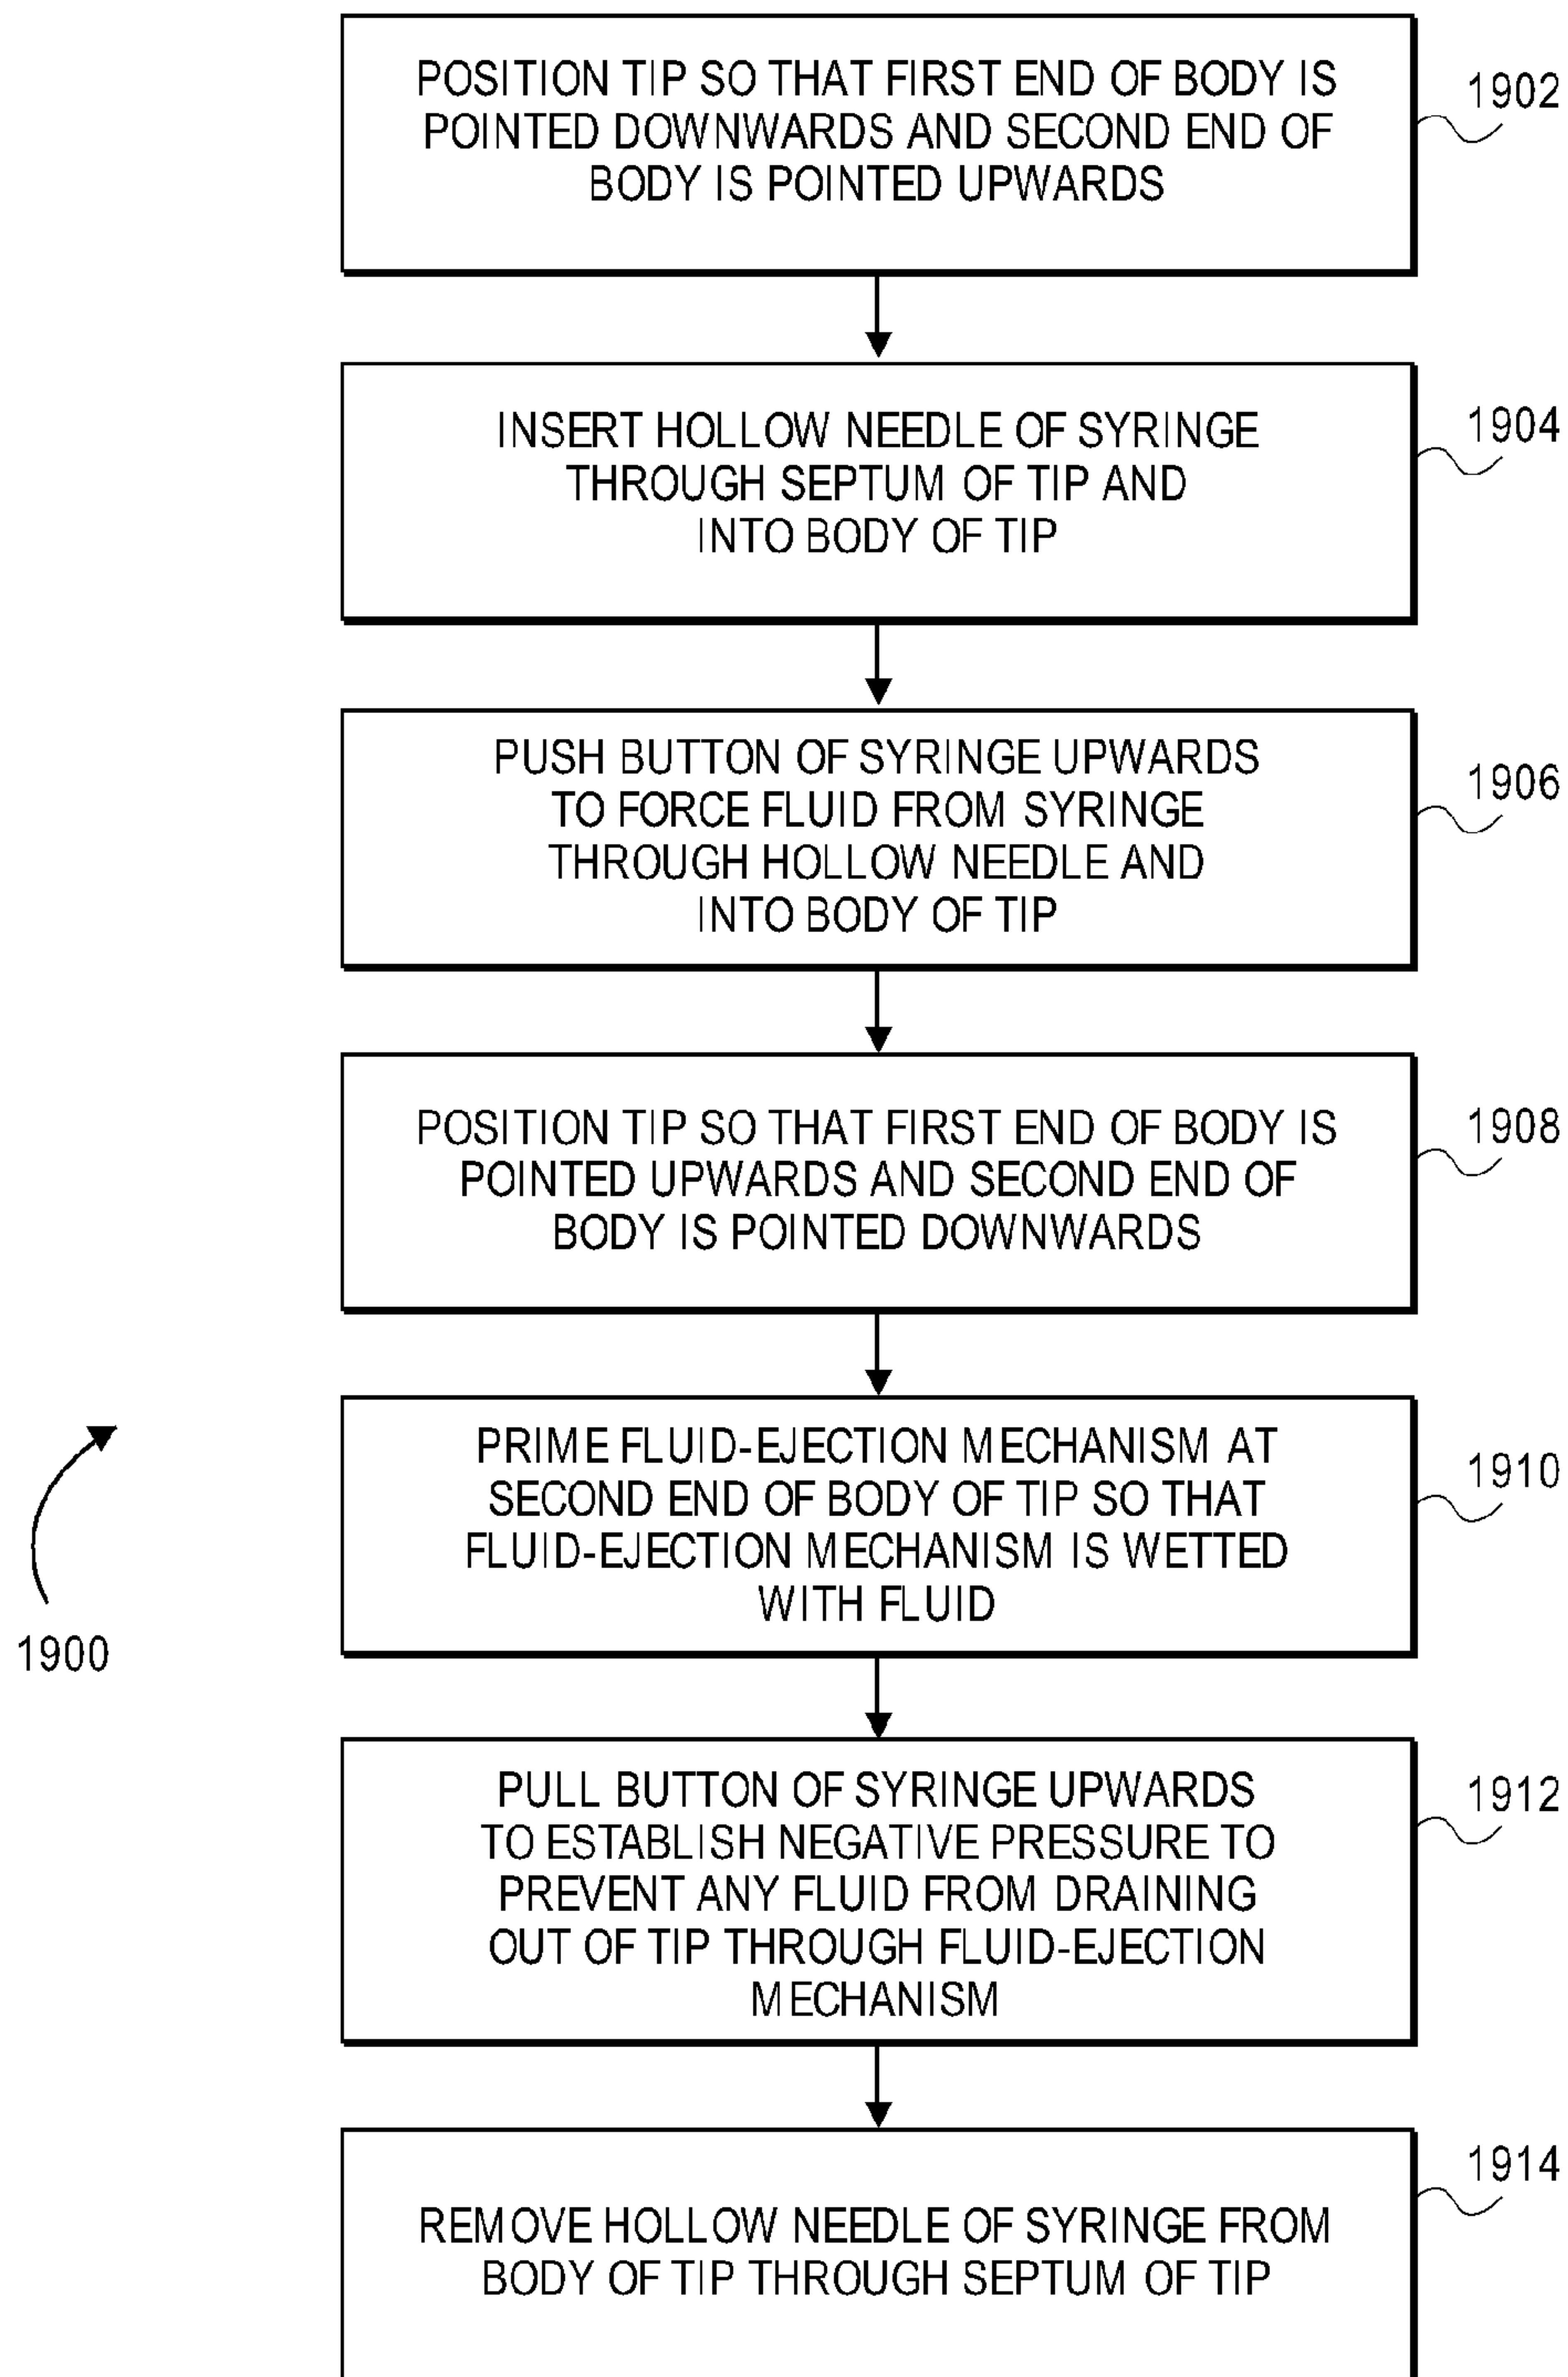 POSITION TIP SO THAT FIRST END OF BODY IS
POINTED DOWNWARDS AND SECOND END OF
BODY IS POINTED UPWARDS
1902
INSERT HOLLOW NEEDLE OF SYRINGE
THROUGH SEPTUM OF TIP AND
INTO BODY OF TIP
1904
PUSH BUTTON OF SYRINGE UPWARDS
TO FORCE FLUID FROM SYRINGE
THROUGH HOLLOW NEEDLE AND
INTO BODY OF TIP
1906
POSITION TIP SO THAT FIRST END OF BODY IS
POINTED UPWARDS AND SECOND END OF
BODY IS POINTED DOWNWARDS
1908
PRIME FLUID-EJECTION MECHANISM AT
SECOND END OF BODY OF TIP SO THAT
FLUID-EJECTION MECHANISM IS WETTED
WITH FLUID
1910
1900
PULL BUTTON OF SYRINGE UPWARDS
TO ESTABLISH NEGATIVE PRESSURE TO
PREVENT ANY FLUID FROM DRAINING
OUT OF TIP THROUGH FLUID-EJECTION
MECHANISM
1912
REMOVE HOLLOW NEEDLE OF SYRINGE FROM
BODY OF TIP THROUGH SEPTUM OF TIP
1914